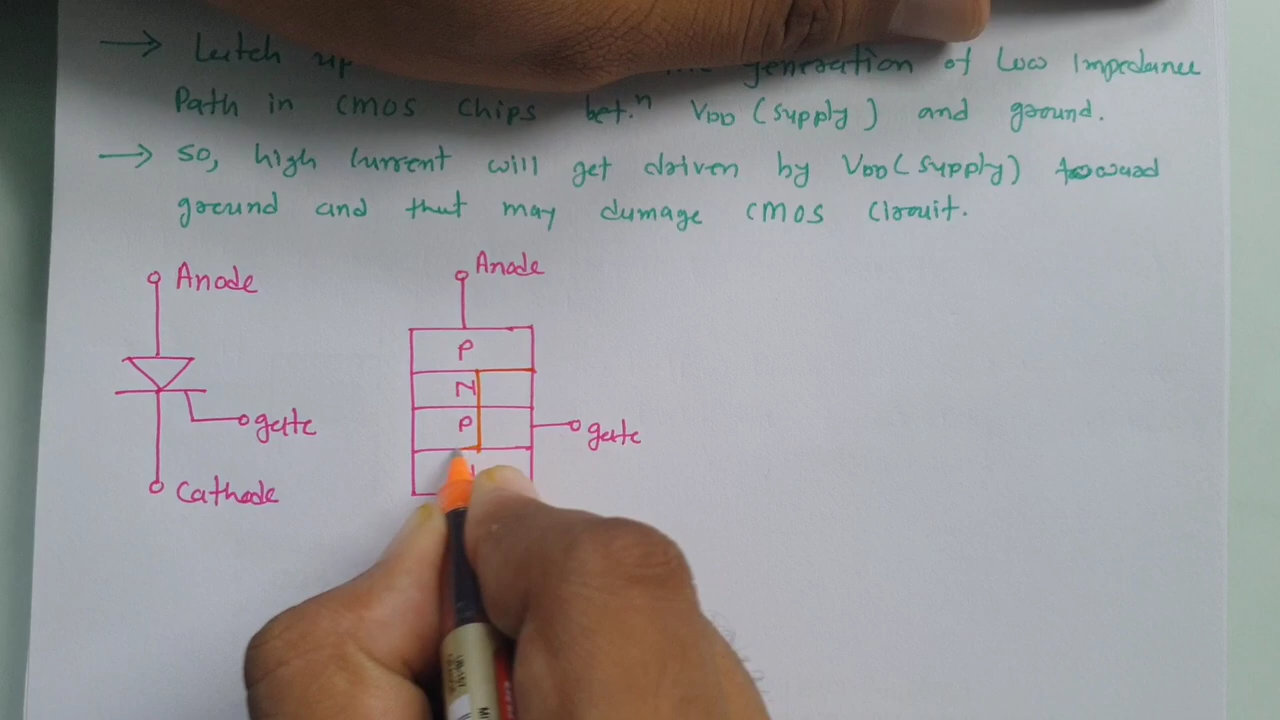 → Latch up generation of Low Impedance
Path in CMOS Chips bet.ⁿ VDD (supply) and ground.
→ So, high current will get driven by VDD (supply) toward
ground and that may damage CMOS Circuit.
Anode
Anode
P
N
P
gate
gate
Cathode